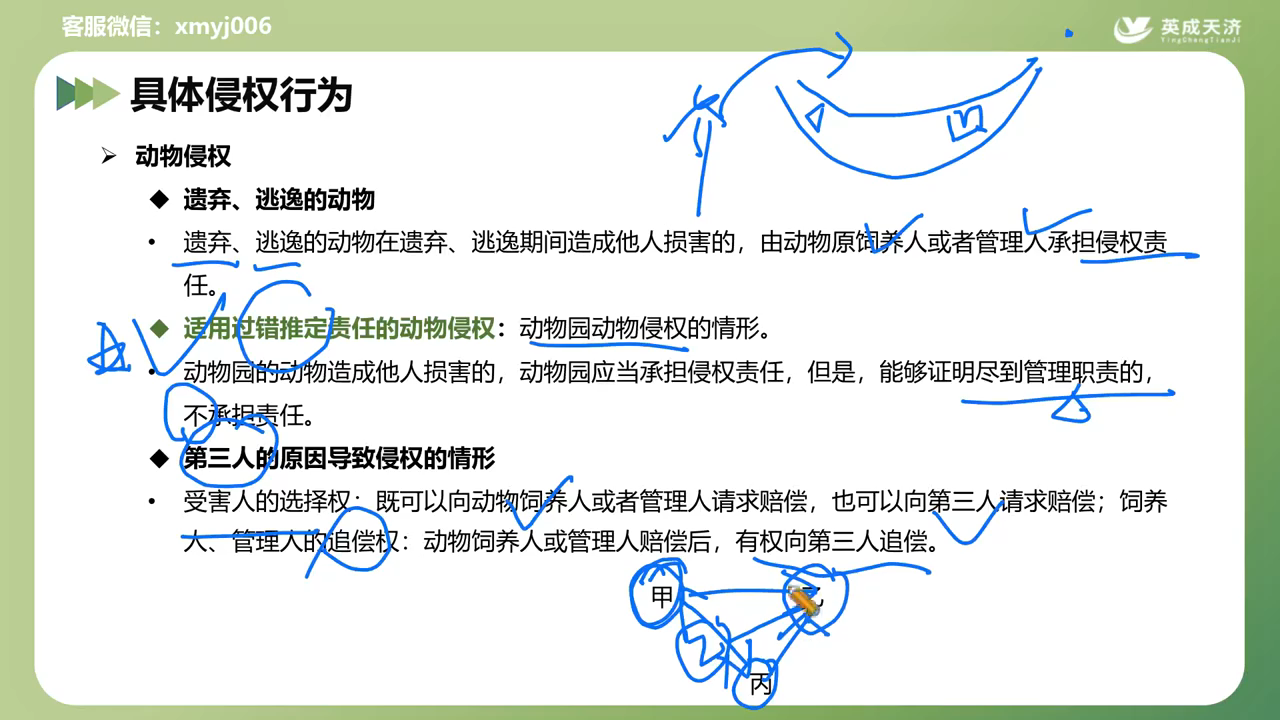 客服微信：xmyj006
英成天济
YingChengTianJi
具体侵权行为
动物侵权
遗弃、逃逸的动物
遗弃、逃逸的动物在遗弃、逃逸期间造成他人损害的，由动物原饲养人或者管理人承担侵权责
任。
适用过错推定责任的动物侵权：动物园动物侵权的情形。
动物园的动物造成他人损害的，动物园应当承担侵权责任，但是，能够证明尽到管理职责的，
不承担责任。
第三人的原因导致侵权的情形
受害人的选择权：既可以向动物饲养人或者管理人请求赔偿，也可以向第三人请求赔偿；饲养
人、管理人的追偿权：动物饲养人或管理人赔偿后，有权向第三人追偿。
甲
乙
丙